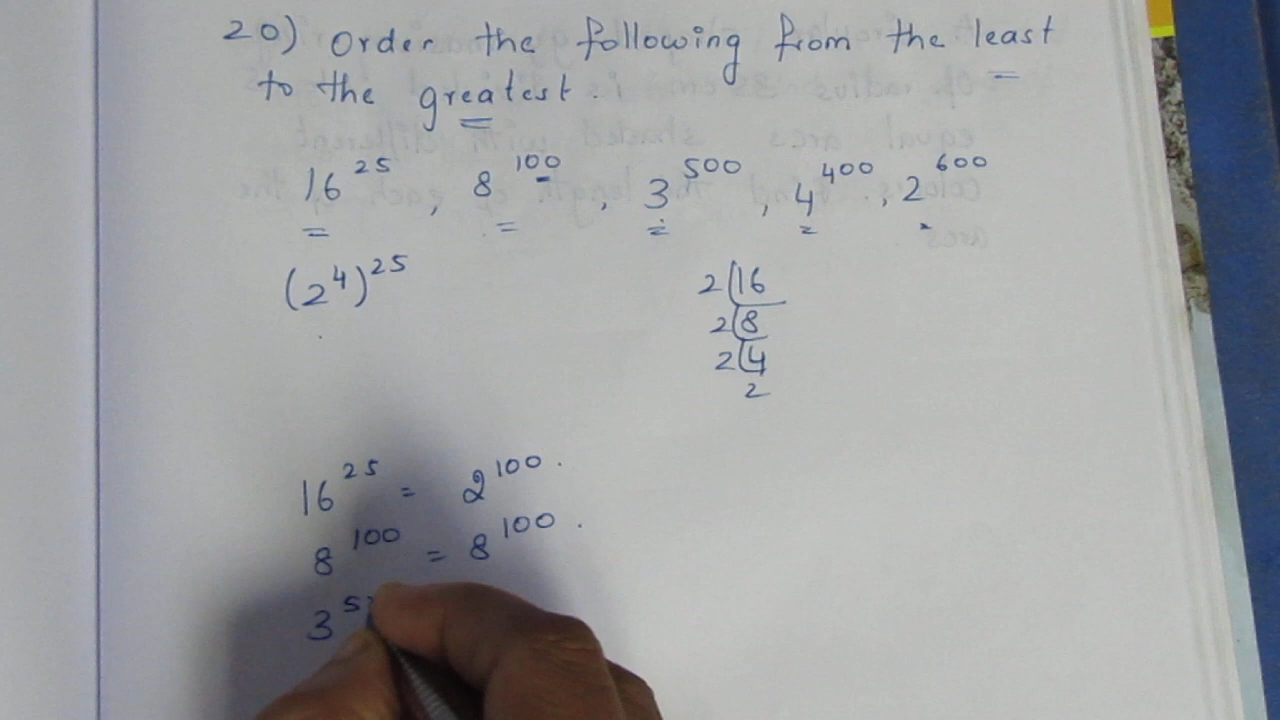 20) Order the following from the least
to the greatest.
16^25, 8^100, 3^500, 4^400, 2^600
(2^4)^25
2 16
2 8
2 4
2
16^25 = 2^100.
8^100 = 8^100.
3^5